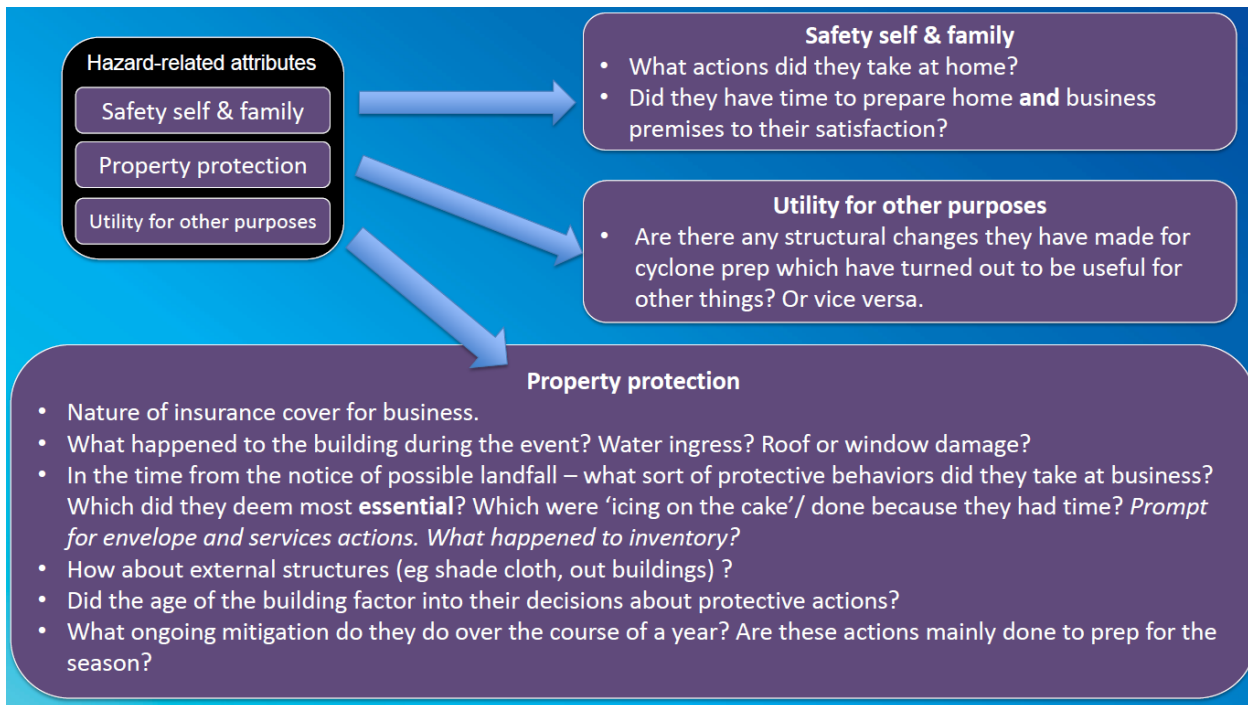 Hazard-related attributes
Safety self & family
Property protection
Utility for other purposes
Safety self & family
• What actions did they take at home?
• Did they have time to prepare home and business
premises to their satisfaction?
Utility for other purposes
• Are there any structural changes they have made for
cyclone prep which have turned out to be useful for
other things? Or vice versa.
Property protection
• Nature of insurance cover for business.
• What happened to the building during the event? Water ingress? Roof or window damage?
• In the time from the notice of possible landfall – what sort of protective behaviors did they take at business?
Which did they deem most essential? Which were ‘icing on the cake’/ done because they had time? Prompt
for envelope and services actions. What happened to inventory?
• How about external structures (eg shade cloth, out buildings) ?
• Did the age of the building factor into their decisions about protective actions?
• What ongoing mitigation do they do over the course of a year? Are these actions mainly done to prep for the
season?